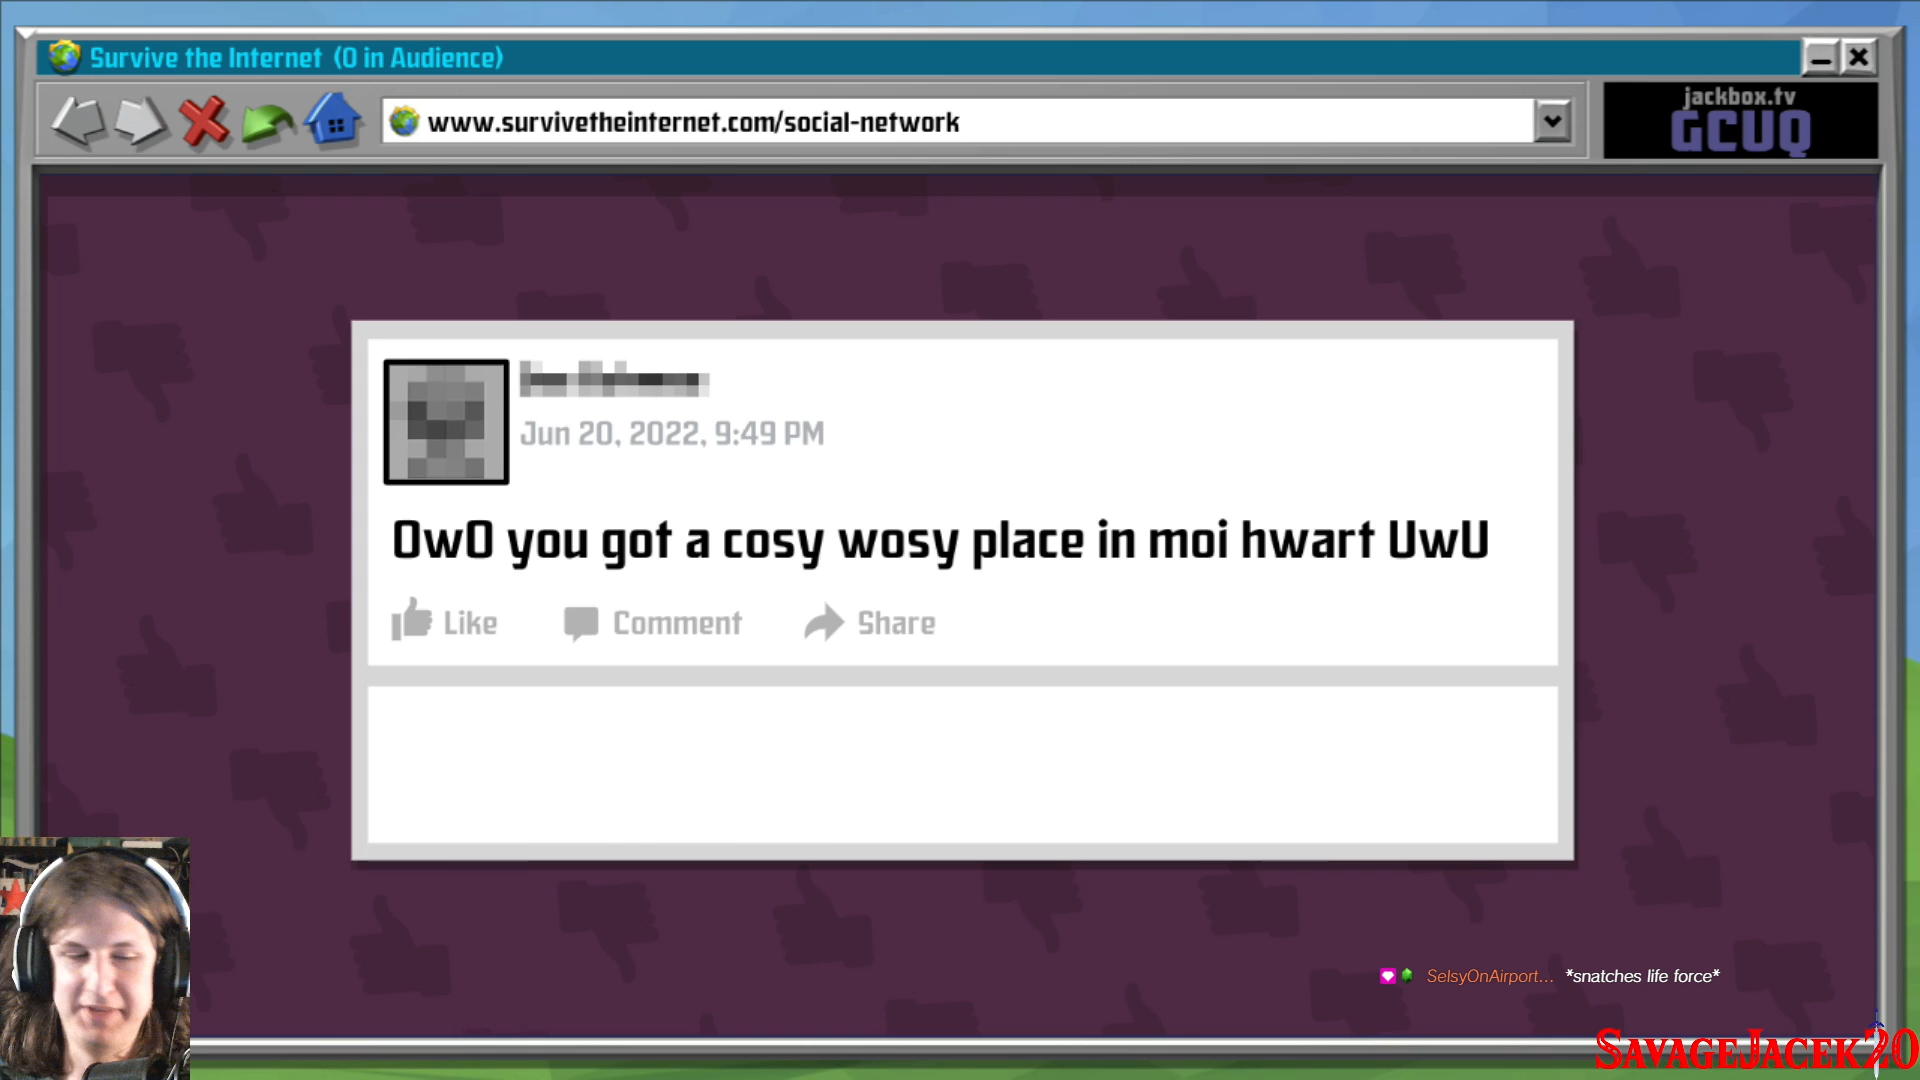 Survive the Internet (0 in Audience)
www.survivetheinternet.com/social-network
jackbox.tv
GCUQ
Jun 20, 2022, 9:49 PM
OwO you got a cosy wosy place in moi hwart UwU
Like
Comment
Share
SelsyOnAirport... *snatches life force*
SavageJacek20